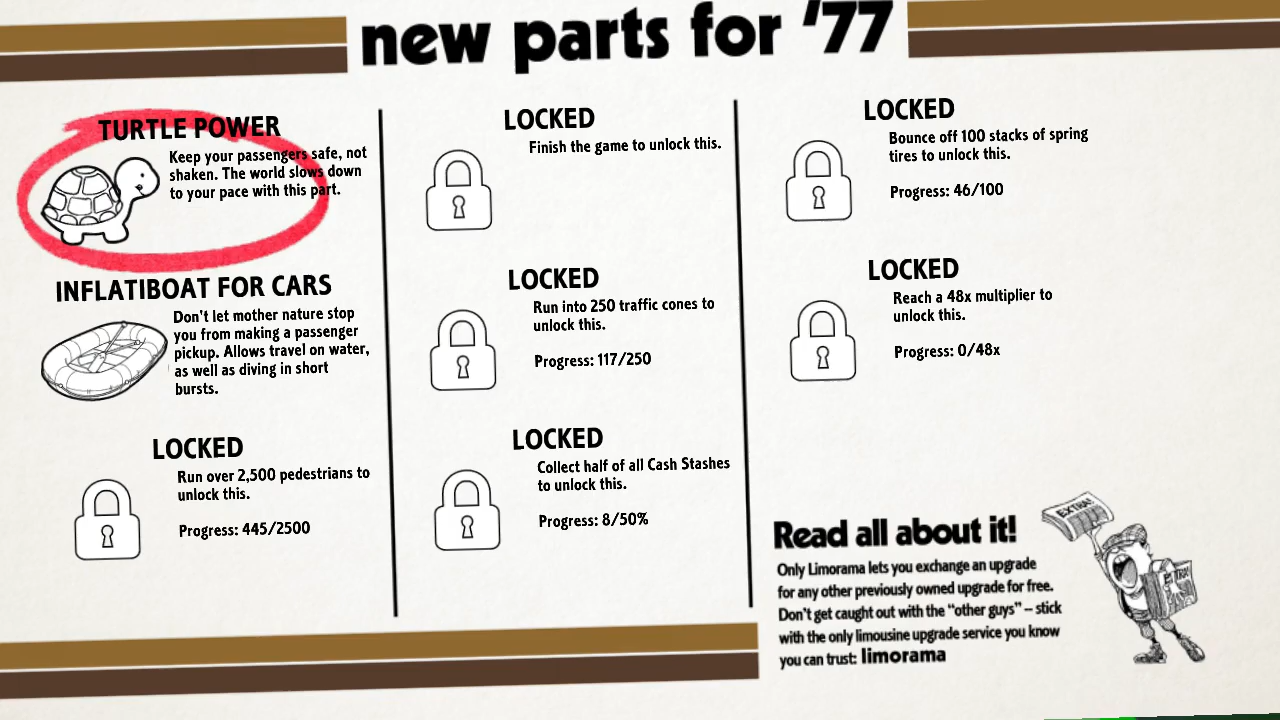 new parts for '77
TURTLE POWER
Keep your passengers safe, not
shaken. The world slows down
to your pace with this part.
INFLATIBOAT FOR CARS
Don't let mother nature stop
you from making a passenger
pickup. Allows travel on water,
as well as diving in short
bursts.
LOCKED
Run over 2,500 pedestrians to
unlock this.
Progress: 445/2500
LOCKED
Finish the game to unlock this.
LOCKED
Run into 250 traffic cones to
unlock this.
Progress: 117/250
LOCKED
Collect half of all Cash Stashes
to unlock this.
Progress: 8/50%
LOCKED
Bounce off 100 stacks of spring
tires to unlock this.
Progress: 46/100
LOCKED
Reach a 48x multiplier to
unlock this.
Progress: 0/48x
Read all about it!
Only Limorama lets you exchange an upgrade
for any other previously owned upgrade for free.
Don't get caught out with the "other guys" – stick
with the only limousine upgrade service you know
you can trust: limorama
EXTRA!
EXTRA!